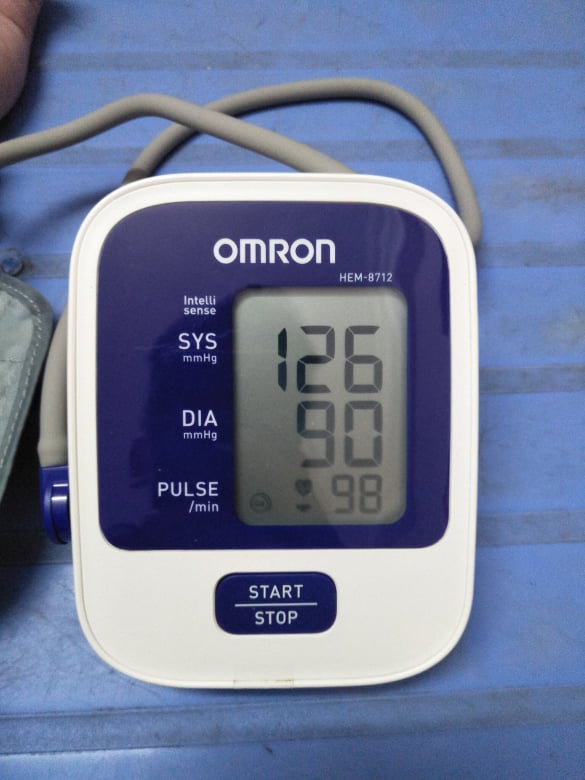 OMRON
HEM-8712
Intelli
sense
SYS
mmHg
126
DIA
mmHg
90
PULSE
/min
98
START
STOP